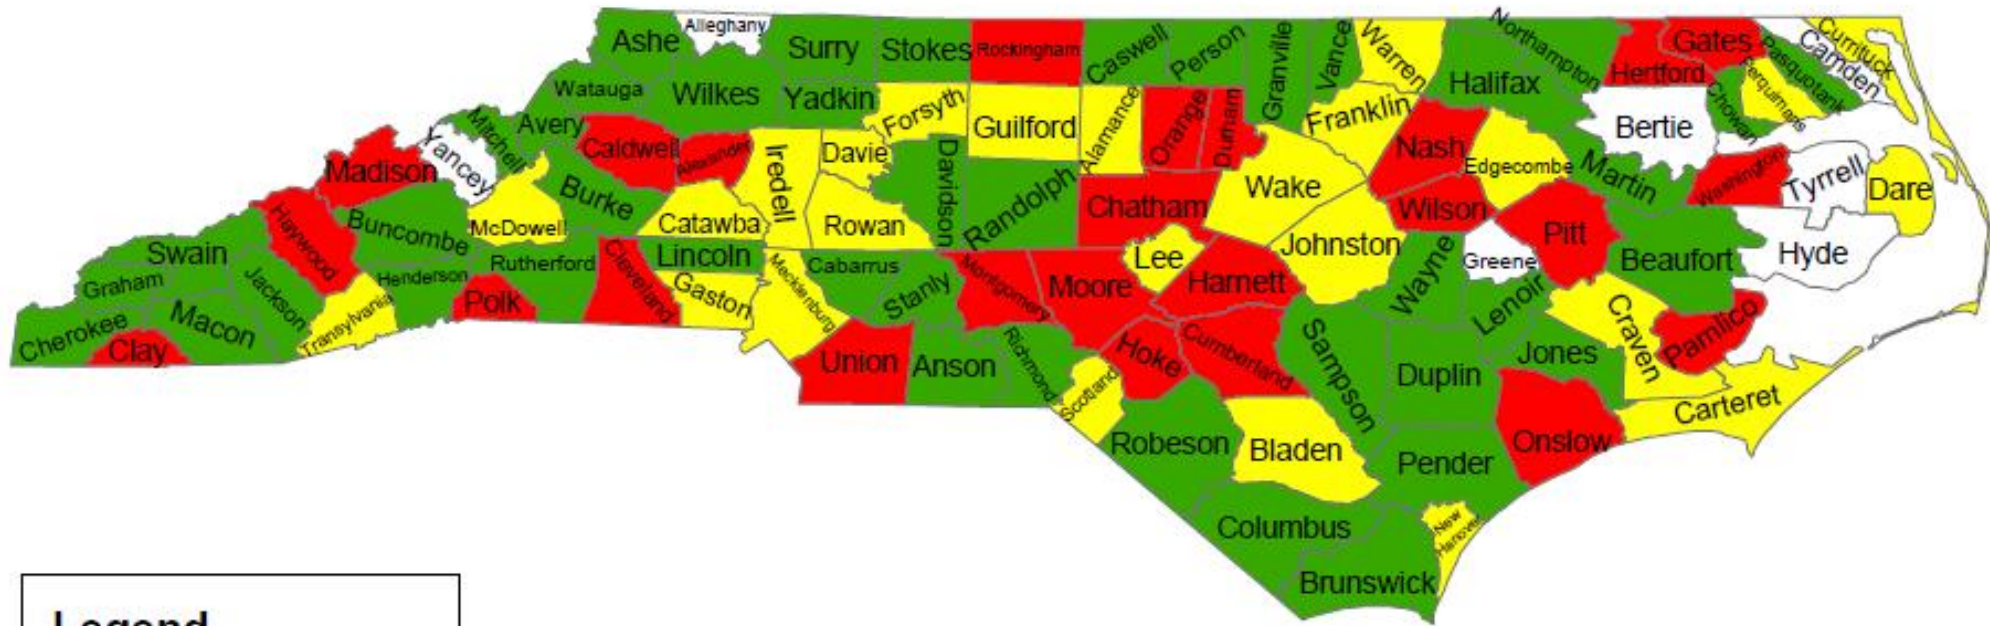 Alleghany
Ashe
Surry
Stokes
Rockingham
Caswell
Person
Granville
Vance
Warren
Northampton
Halifax
Hertford
Gates
Pasquotank
Camden
Currituck
Perquimans
Chowan
Watauga
Wilkes
Yadkin
Forsyth
Guilford
Alamance
Orange
Durham
Franklin
Nash
Edgecombe
Bertie
Martin
Washington
Tyrrell
Dare
Mitchell
Avery
Caldwell
Alexander
Iredell
Davie
Davidson
Randolph
Chatham
Wake
Wilson
Pitt
Beaufort
Hyde
Madison
Yancey
Burke
McDowell
Catawba
Rowan
Lee
Johnston
Wayne
Greene
Haywood
Buncombe
Swain
Graham
Jackson
Henderson
Rutherford
Cleveland
Lincoln
Gaston
Mecklenburg
Cabarrus
Stanly
Montgomery
Moore
Harnett
Lenoir
Craven
Pamlico
Cherokee
Clay
Macon
Transylvania
Polk
Union
Anson
Richmond
Scotland
Hoke
Cumberland
Sampson
Duplin
Jones
Onslow
Carteret
Robeson
Bladen
Pender
Columbus
Brunswick
New
Hanover
Legend